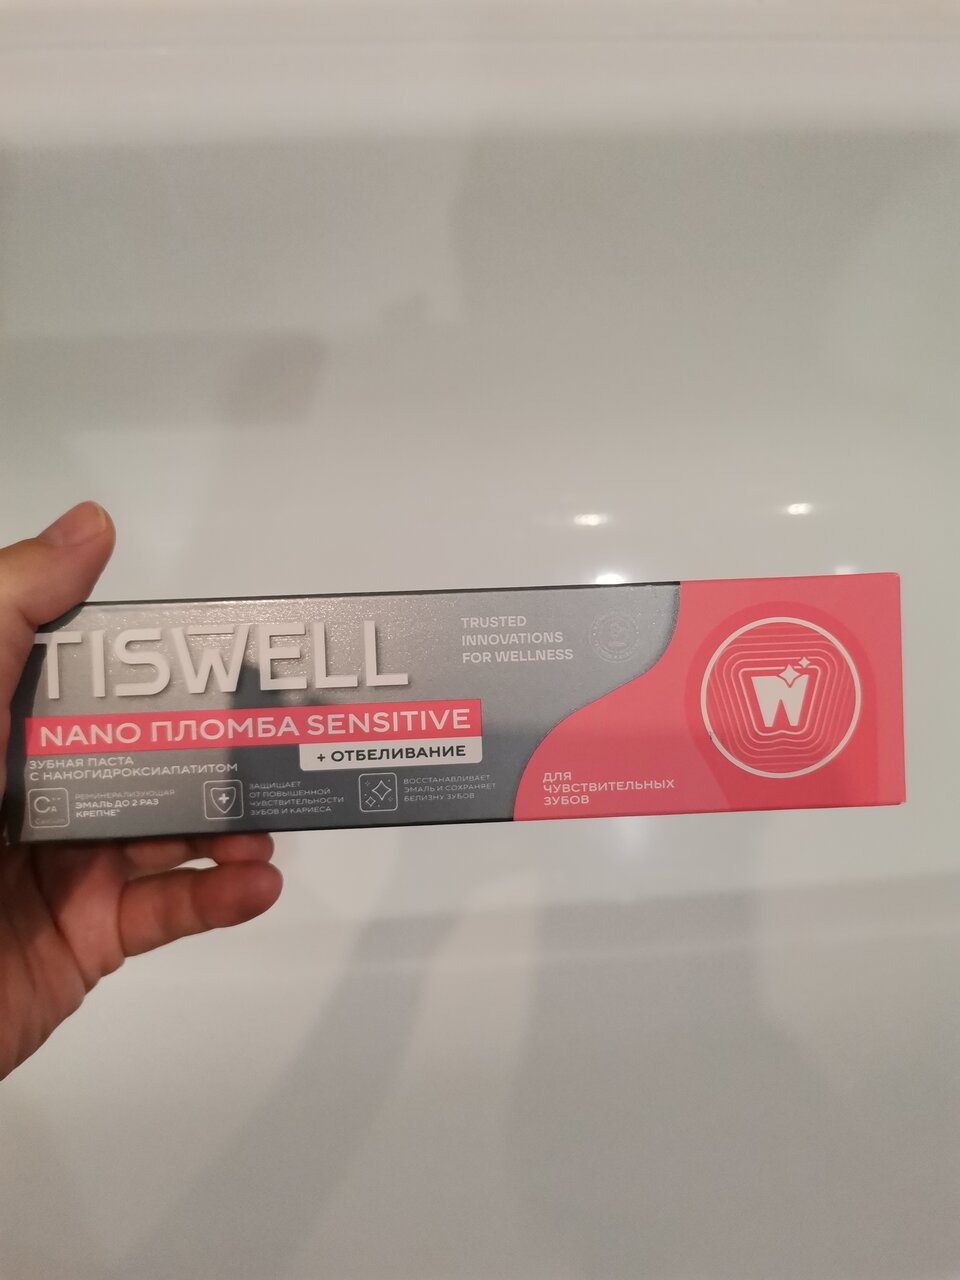 TISWELL
NANO ПЛОМБА SENSITIVE
+ ОТБЕЛИВАНИЕ
ЗУБНАЯ ПАСТА
С НАНОГИДРОКСИАПАТИТОМ
РЕМИНЕРАЛИЗУЮЩАЯ
ЭМАЛЬ ДО 2 РАЗ
КРЕПЧЕ*
ЗАЩИЩАЕТ
ОТ ПОВЫШЕННОЙ
ЧУВСТВИТЕЛЬНОСТИ
ЗУБОВ И КАРИЕСА
ВОССТАНАВЛИВАЕТ
ЭМАЛЬ И СОХРАНЯЕТ
БЕЛИЗНУ ЗУБОВ
TRUSTED
INNOVATIONS
FOR WELLNESS
ДЛЯ
ЧУВСТВИТЕЛЬНЫХ
ЗУБОВ